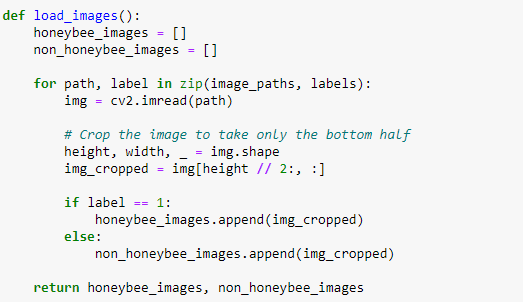 def load_images():
    honeybee_images = []
    non_honeybee_images = []

    for path, label in zip(image_paths, labels):
        img = cv2.imread(path)

        # Crop the image to take only the bottom half
        height, width, _ = img.shape
        img_cropped = img[height // 2:, :]

        if label == 1:
            honeybee_images.append(img_cropped)
        else:
            non_honeybee_images.append(img_cropped)

    return honeybee_images, non_honeybee_images